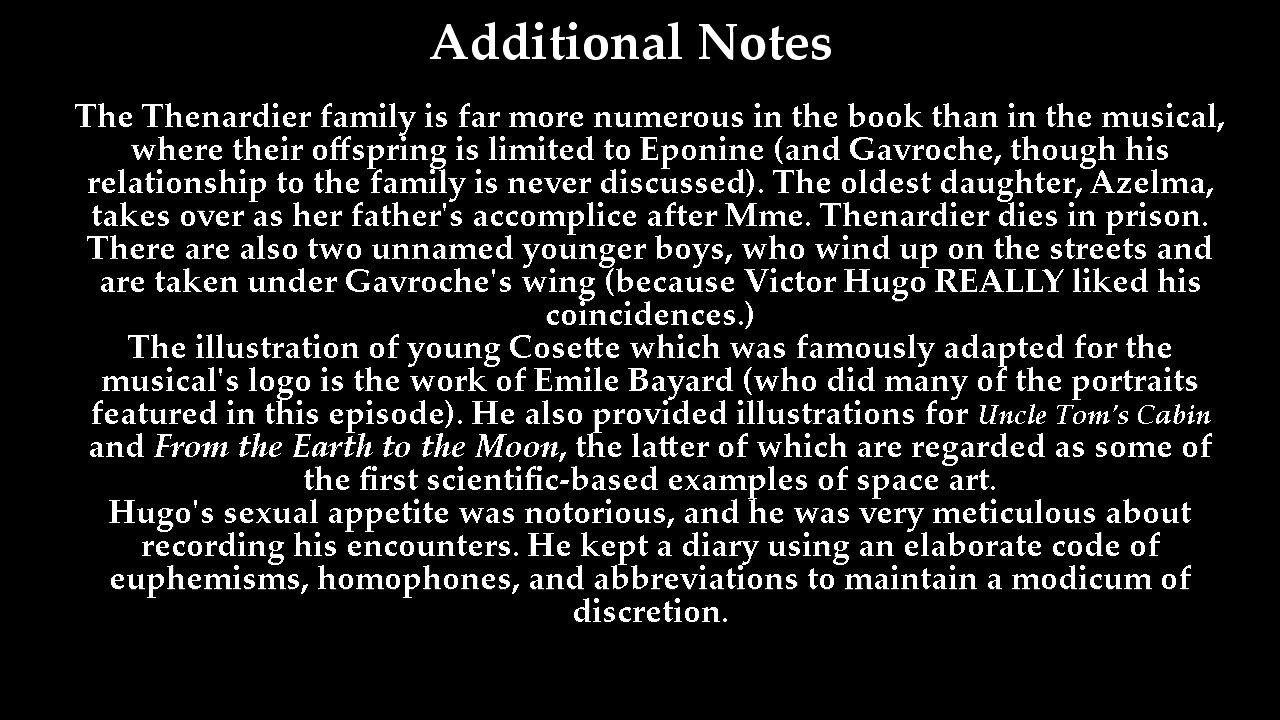 Additional Notes
The Thenardier family is far more numerous in the book than in the musical,
where their offspring is limited to Eponine (and Gavroche, though his
relationship to the family is never discussed). The oldest daughter, Azelma,
takes over as her father's accomplice after Mme. Thenardier dies in prison.
There are also two unnamed younger boys, who wind up on the streets and
are taken under Gavroche's wing (because Victor Hugo REALLY liked his
coincidences.)
The illustration of young Cosette which was famously adapted for the
musical's logo is the work of Emile Bayard (who did many of the portraits
featured in this episode). He also provided illustrations for Uncle Tom's Cabin
and From the Earth to the Moon, the latter of which are regarded as some of
the first scientific-based examples of space art.
Hugo's sexual appetite was notorious, and he was very meticulous about
recording his encounters. He kept a diary using an elaborate code of
euphemisms, homophones, and abbreviations to maintain a modicum of
discretion.